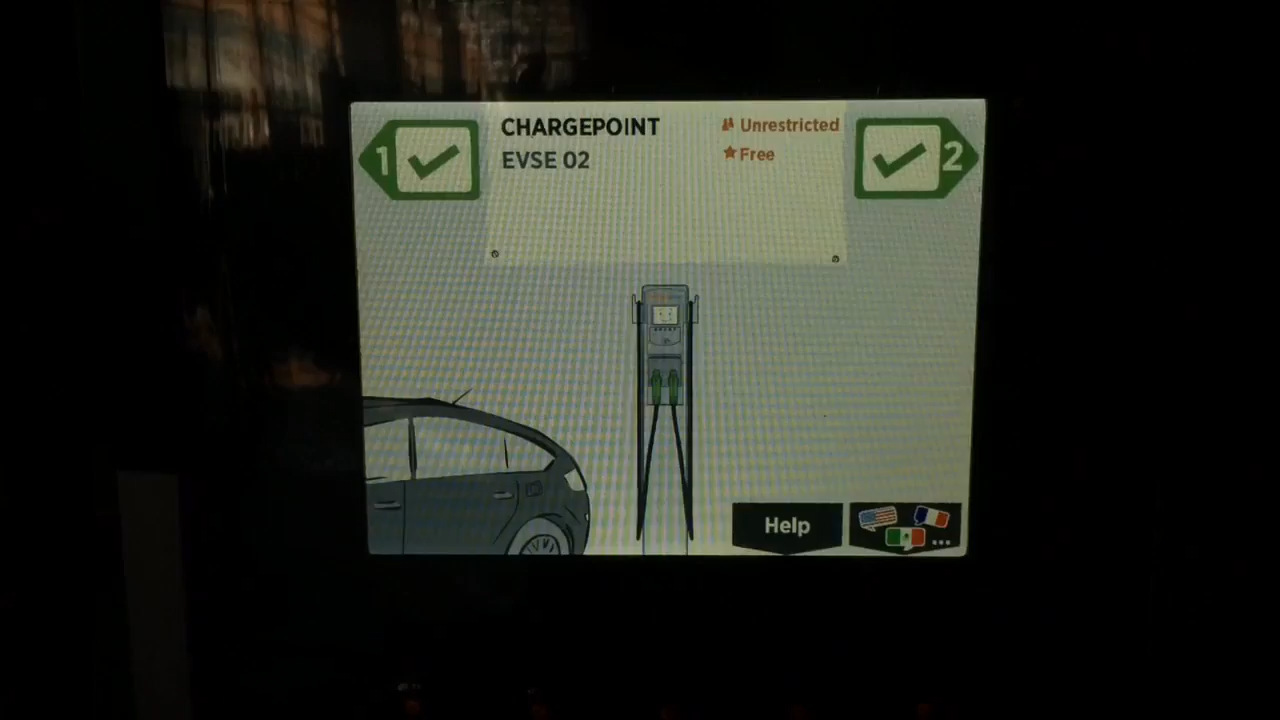 1
CHARGEPOINT
EVSE 02
Unrestricted
Free
2
Help
...